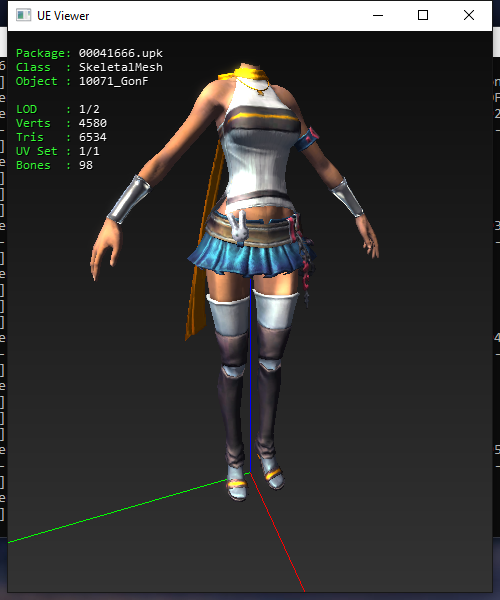 UE Viewer
Package: 00041666.upk
Class : SkeletalMesh
Object : 10071_GonF
LOD : 1/2
Verts : 4580
Tris : 6534
UV Set : 1/1
Bones : 98